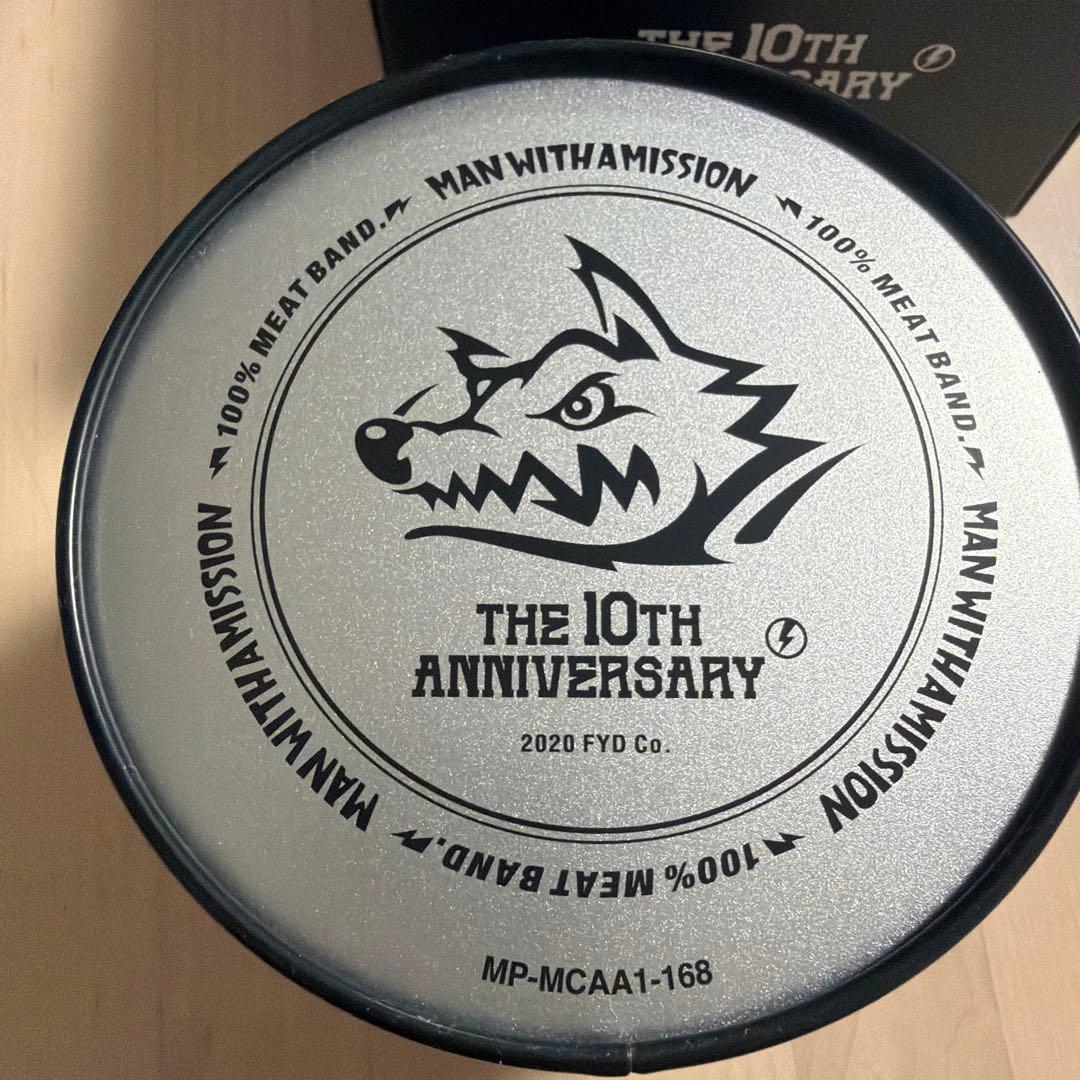 THE 10TH
MAN WITH A MISSION
100% MEAT BAND.
MAN WITH A MISSION
100% MEAT BAND.
MAN WITH A MISSION
100% MEAT BAND.
THE 10TH
ANNIVERSARY
2020 FYD Co.
MP-MCAA1-168